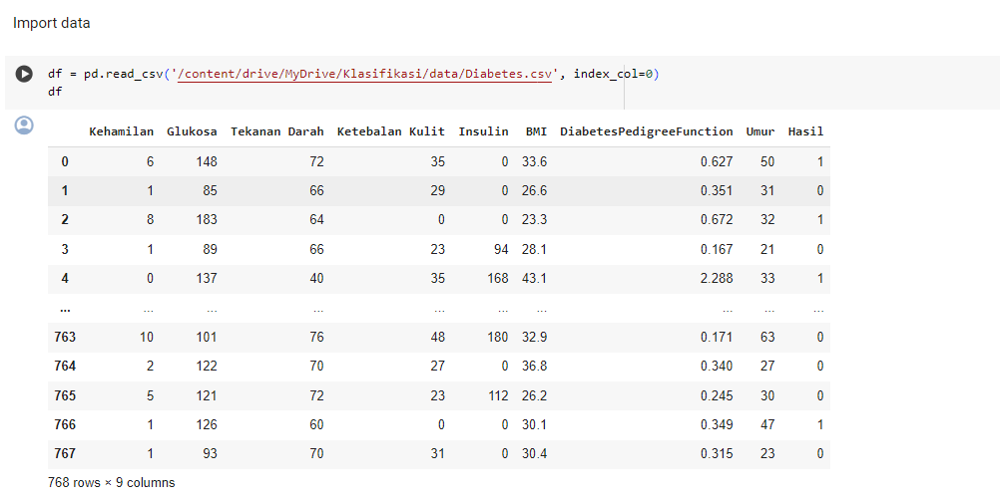 Import data
df = pd.read_csv('/content/drive/MyDrive/Klasifikasi/data/Diabetes.csv', index_col=0)
df
Kehamilan Glukosa Tekanan Darah Ketebalan Kulit Insulin BMI DiabetesPedigreeFunction Umur Hasil
0 6 148 72 35 0 33.6 0.627 50 1
1 1 85 66 29 0 26.6 0.351 31 0
2 8 183 64 0 0 23.3 0.672 32 1
3 1 89 66 23 94 28.1 0.167 21 0
4 0 137 40 35 168 43.1 2.288 33 1
... ... ... ... ... ... ... ... ... ...
763 10 101 76 48 180 32.9 0.171 63 0
764 2 122 70 27 0 36.8 0.340 27 0
765 5 121 72 23 112 26.2 0.245 30 0
766 1 126 60 0 0 30.1 0.349 47 1
767 1 93 70 31 0 30.4 0.315 23 0
768 rows × 9 columns